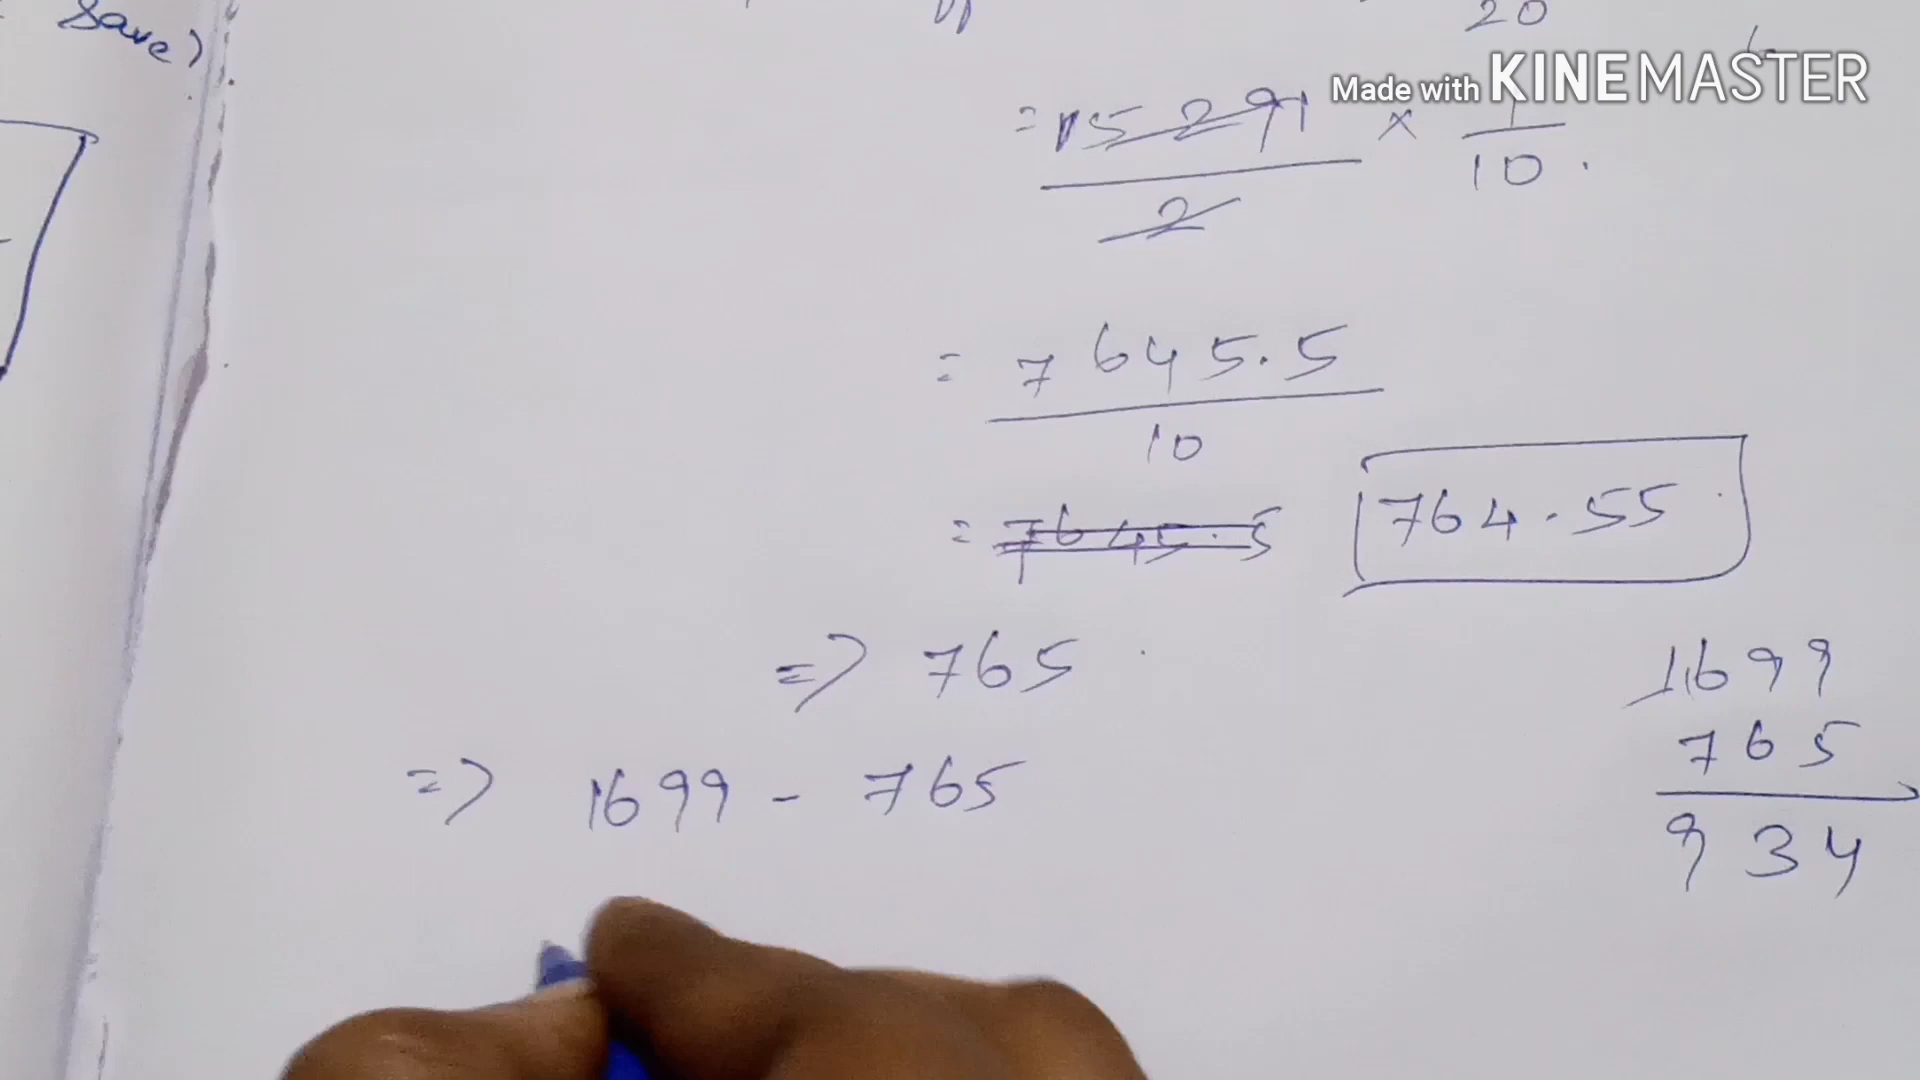 save)
20
Made with KINEMASTER
= 15291 / 2 × 1 / 10.
= 7645.5 / 10
= 7645.5 764.55
=> 765
=> 1699 - 765
1699
765
934